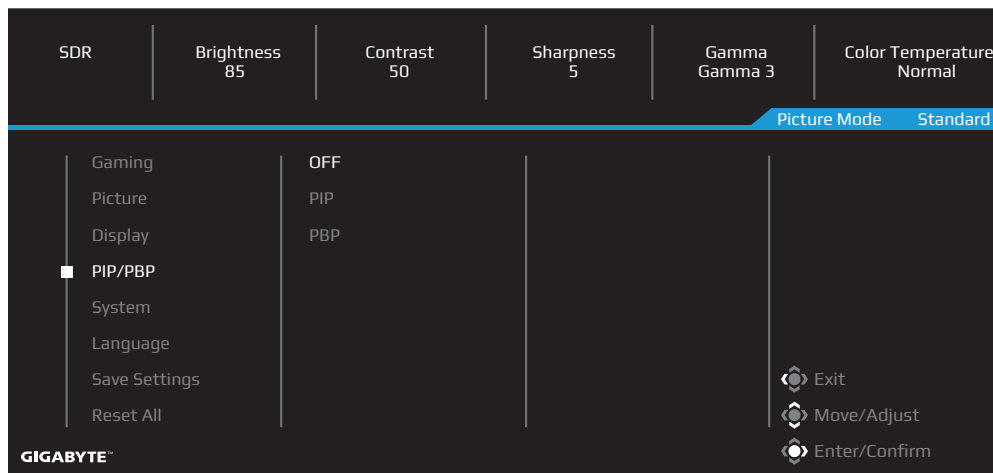 SDR
Brightness
85
Contrast
50
Sharpness
5
Gamma
Gamma 3
Color Temperature
Normal
Picture Mode Standard
Gaming
Picture
Display
PIP/PBP
System
Language
Save Settings
Reset All
OFF
PIP
PBP
Exit
Move/Adjust
Enter/Confirm
GIGABYTE™